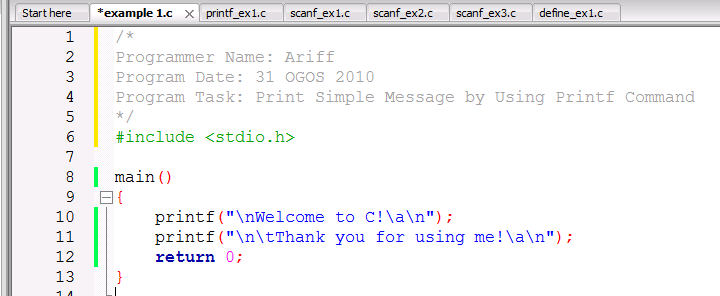 Start here *example 1.c × printf_ex1.c scanf_ex1.c scanf_ex2.c scanf_ex3.c define_ex1.c
1 /*
2 Programmer Name: Ariff
3 Program Date: 31 OGOS 2010
4 Program Task: Print Simple Message by Using Printf Command
5 */
6 #include <stdio.h>
7
8 main()
9 {
10 printf("\nWelcome to C!\a\n");
11 printf("\n\tThank you for using me!\a\n");
12 return 0;
13 }
14